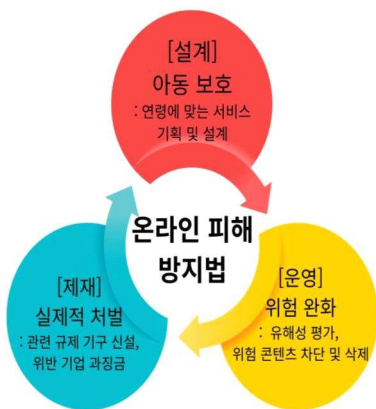 [설계]
아동 보호
: 연령에 맞는 서비스
기획 및 설계
온라인 피해
방지법
[제재]
실제적 처벌
: 관련 규제 기구 신설,
위반 기업 과징금
[운영]
위험 완화
: 유해성 평가,
위험 콘텐츠 차단 및 삭제